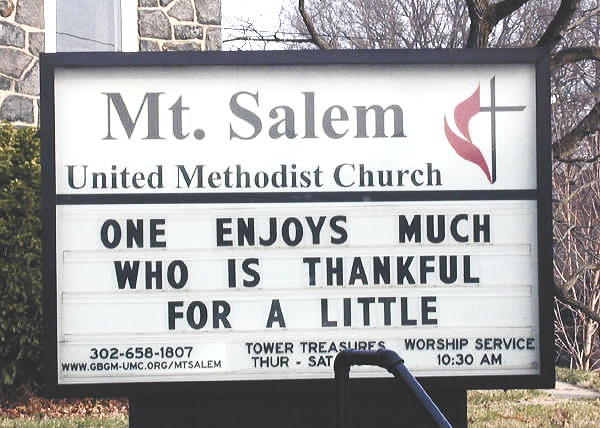 Mt. Salem
United Methodist Church
ONE ENJOYS MUCH
WHO IS THANKFUL
FOR A LITTLE
302-658-1807
WWW.GBGM-UMC.ORG/MTSALEM
TOWER TREASURES
THUR - SAT
WORSHIP SERVICE
10:30 AM